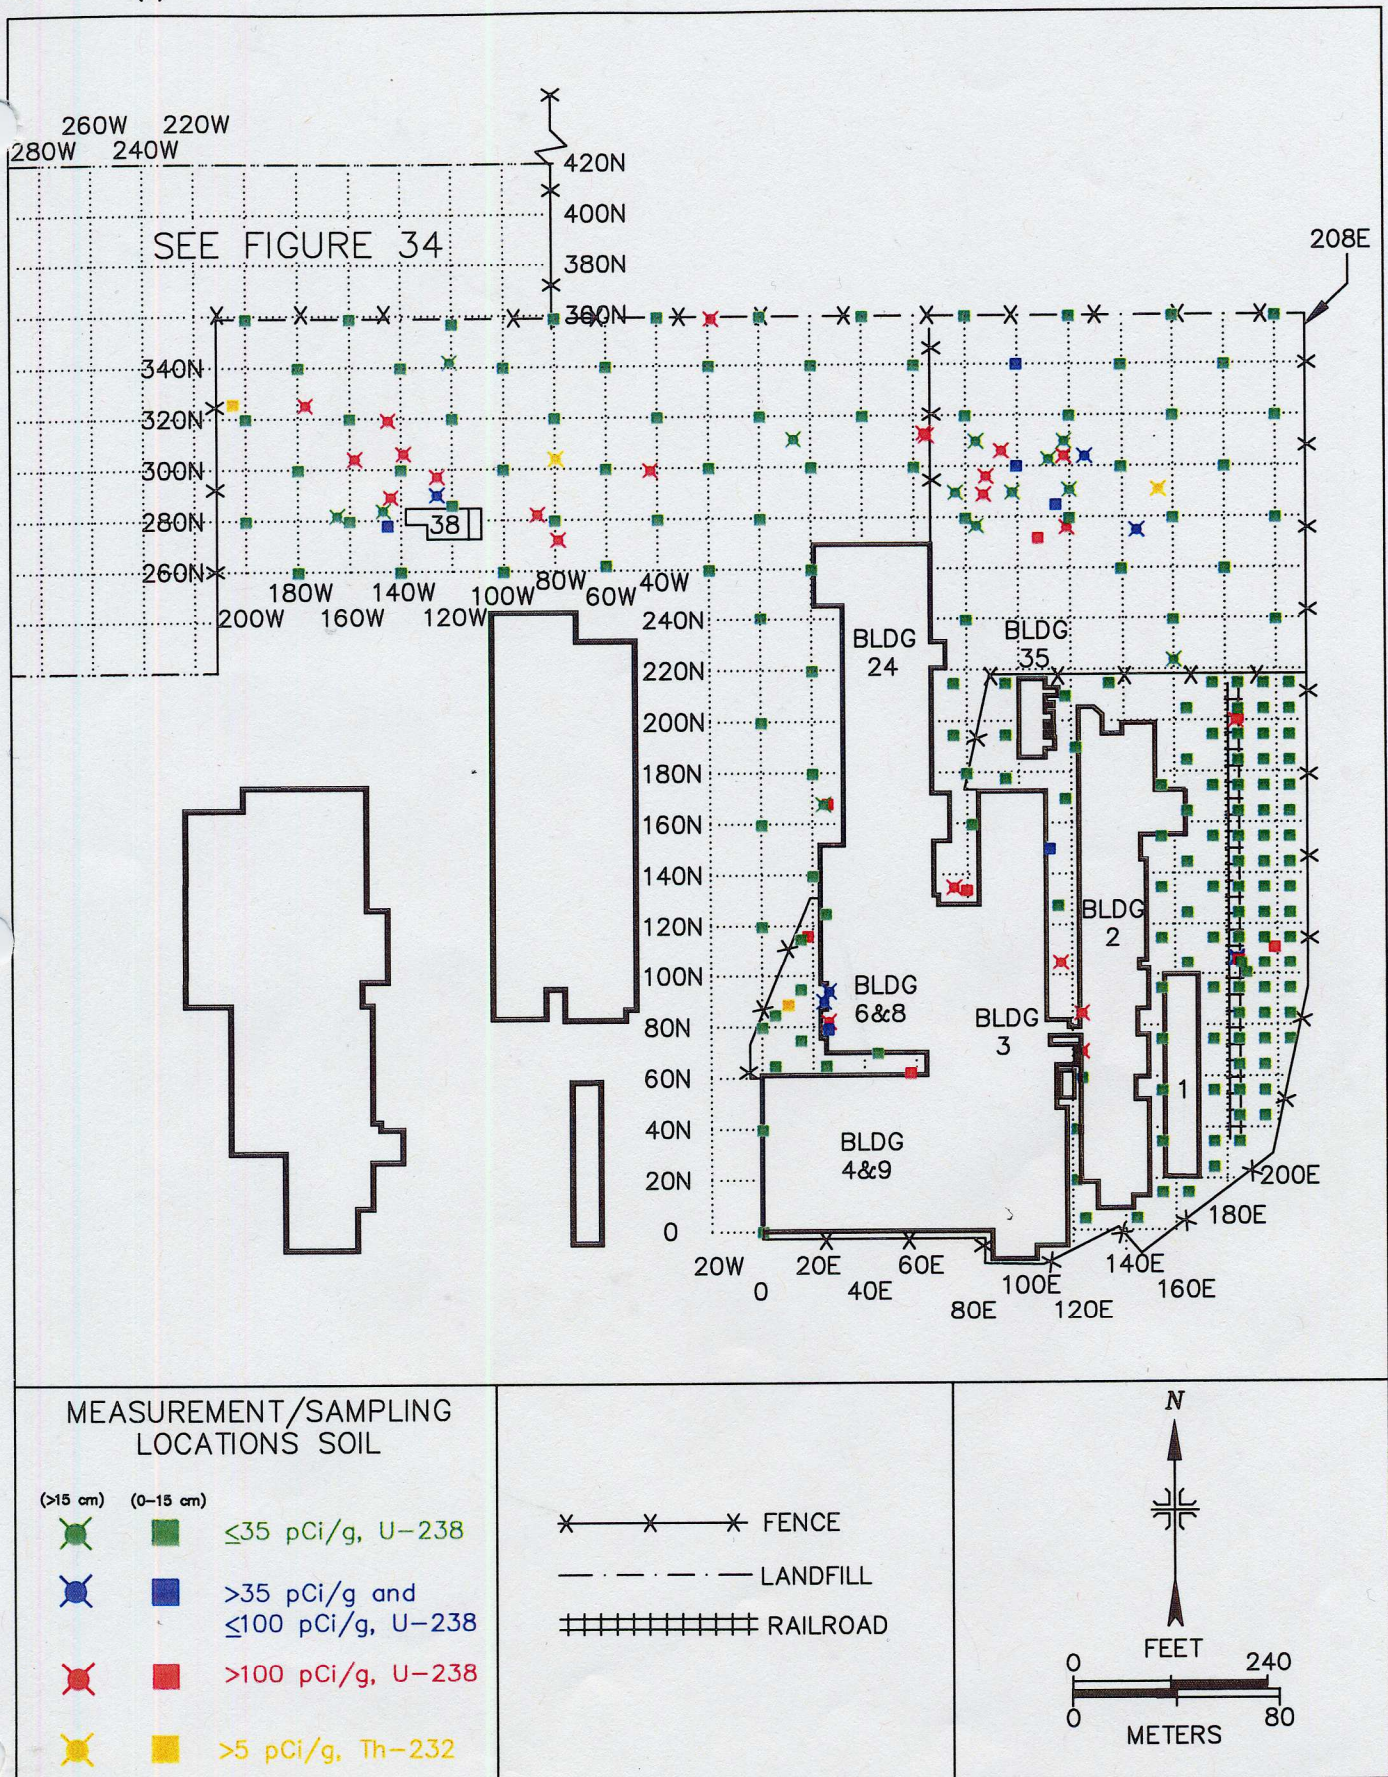 260W 220W
280W 240W
420N
400N
SEE FIGURE 34
208E
380N
360N
340N
320N
300N
280N
38
260N
180W 140W 100W 80W 60W 40W
200W 160W 120W
240N
BLDG
24
BLDG
35
220N
200N
180N
160N
140N
BLDG
2
120N
100N
BLDG
6&8
BLDG
3
80N
60N
1
40N
BLDG
4&9
20N
200E
180E
0
20W 20E 60E 100E 140E
0 40E 80E 120E 160E
MEASUREMENT/SAMPLING
LOCATIONS SOIL
(>15 cm) (0-15 cm)
≤35 pCi/g, U-238
>35 pCi/g and
≤100 pCi/g, U-238
>100 pCi/g, U-238
>5 pCi/g, Th-232
FENCE
LANDFILL
RAILROAD
N
FEET
0 240
0 80
METERS